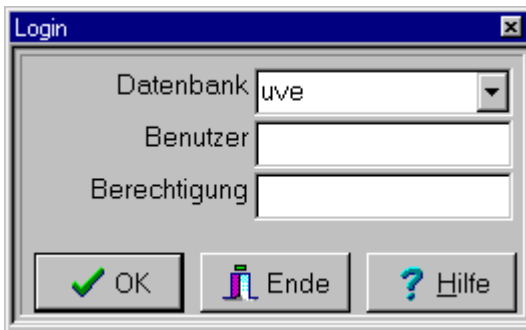 Login
Datenbank uve
Benutzer
Berechtigung
OK Ende Hilfe